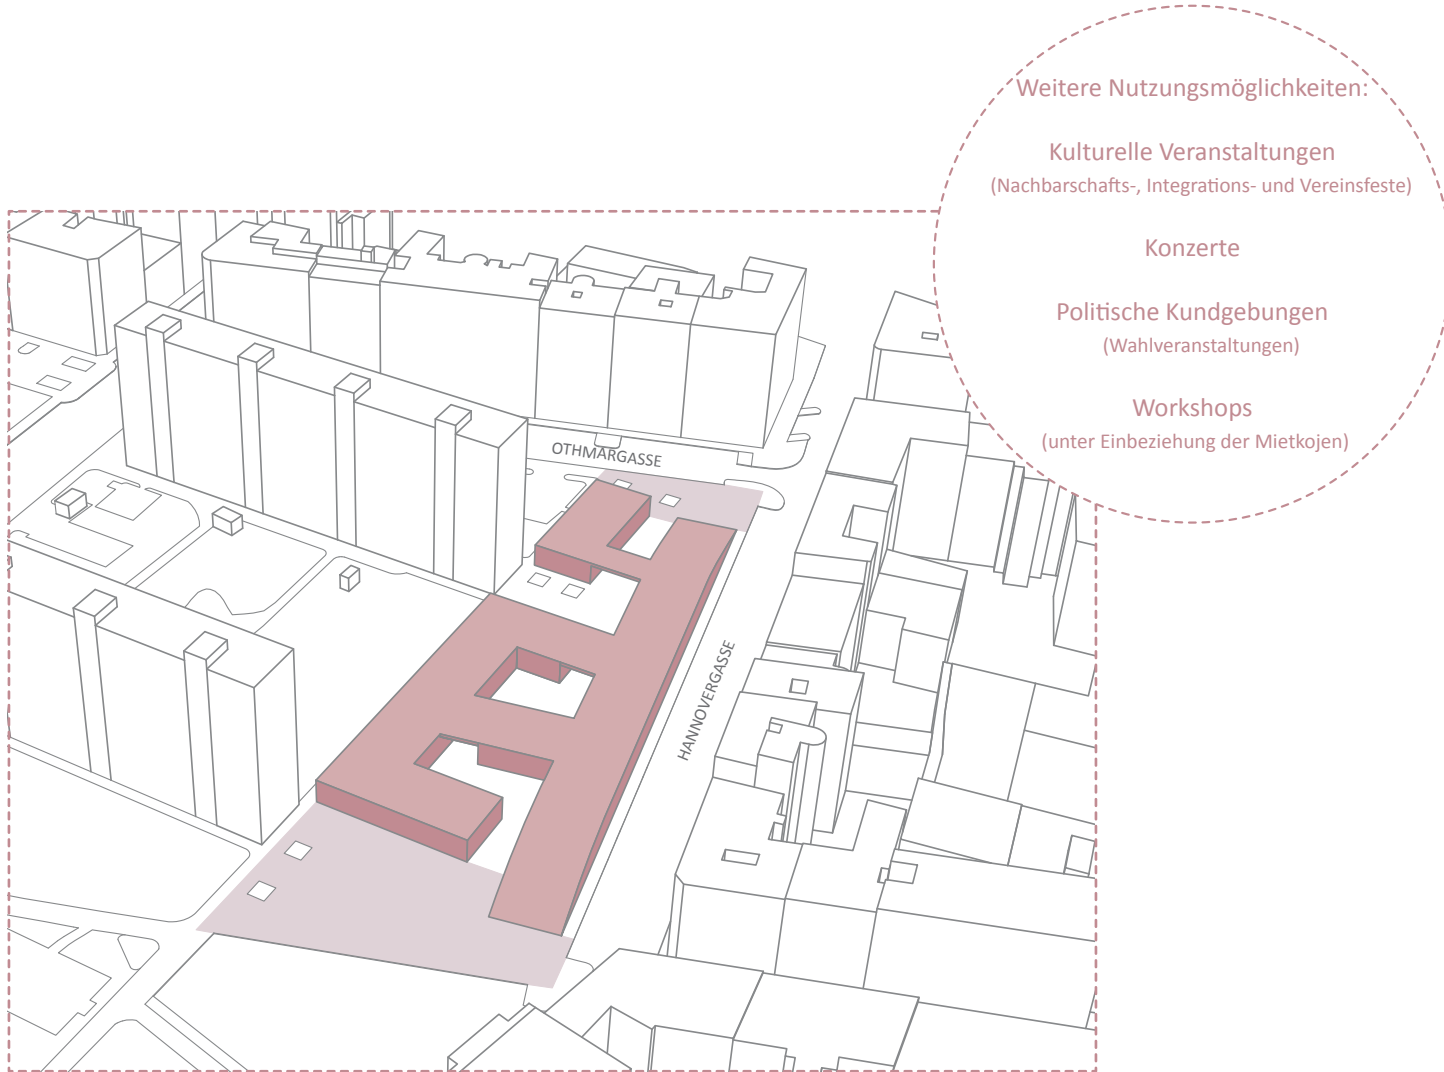 Weitere Nutzungsmöglichkeiten:
Kulturelle Veranstaltungen
(Nachbarschafts-, Integrations- und Vereinsfeste)
Konzerte
Politische Kundgebungen
(Wahlveranstaltungen)
Workshops
(unter Einbeziehung der Mietkojen)
OTHMARGASSE
HANNOVERGASSE